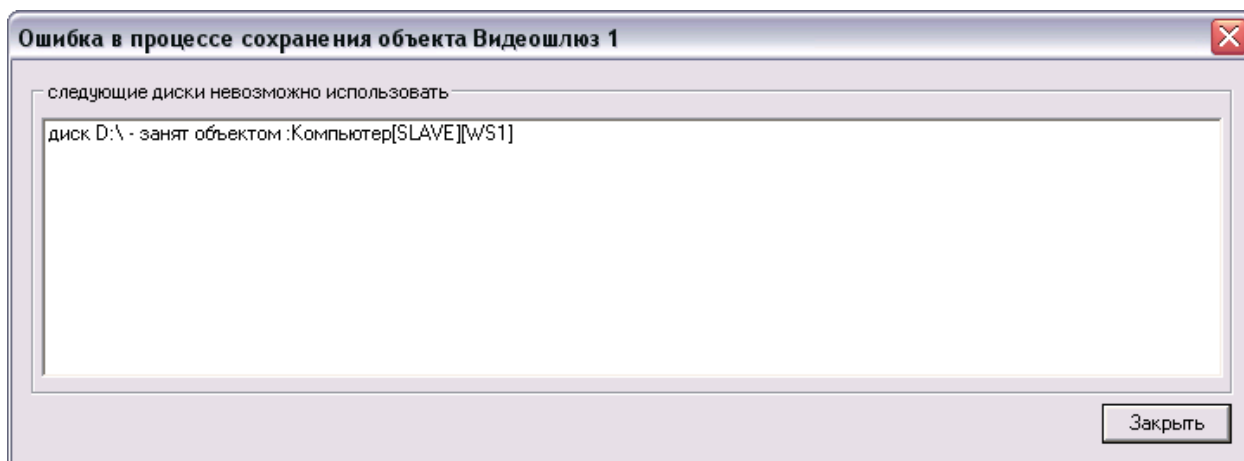 Ошибка в процессе сохранения объекта Видеошлюз 1
следующие диски невозможно использовать
диск D:\ - занят объектом :Компьютер[SLAVE][WS1]
Закрыть